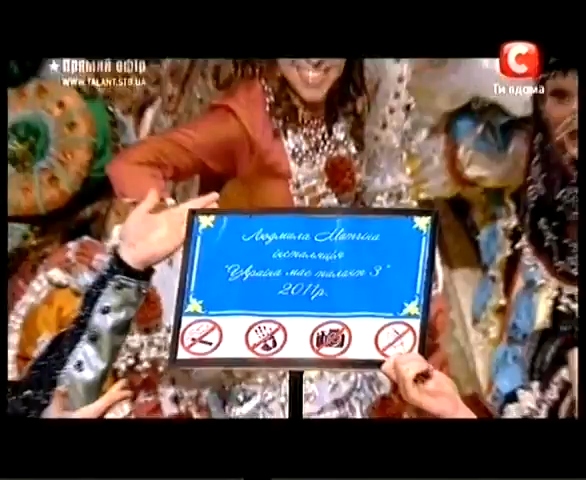 ★ ПРЯМИЙ ЕФІР
WWW.TALANT.STB.UA
С
Ти вдома
Людмила
інсталяція
"Україна має талант 3"
2011р.